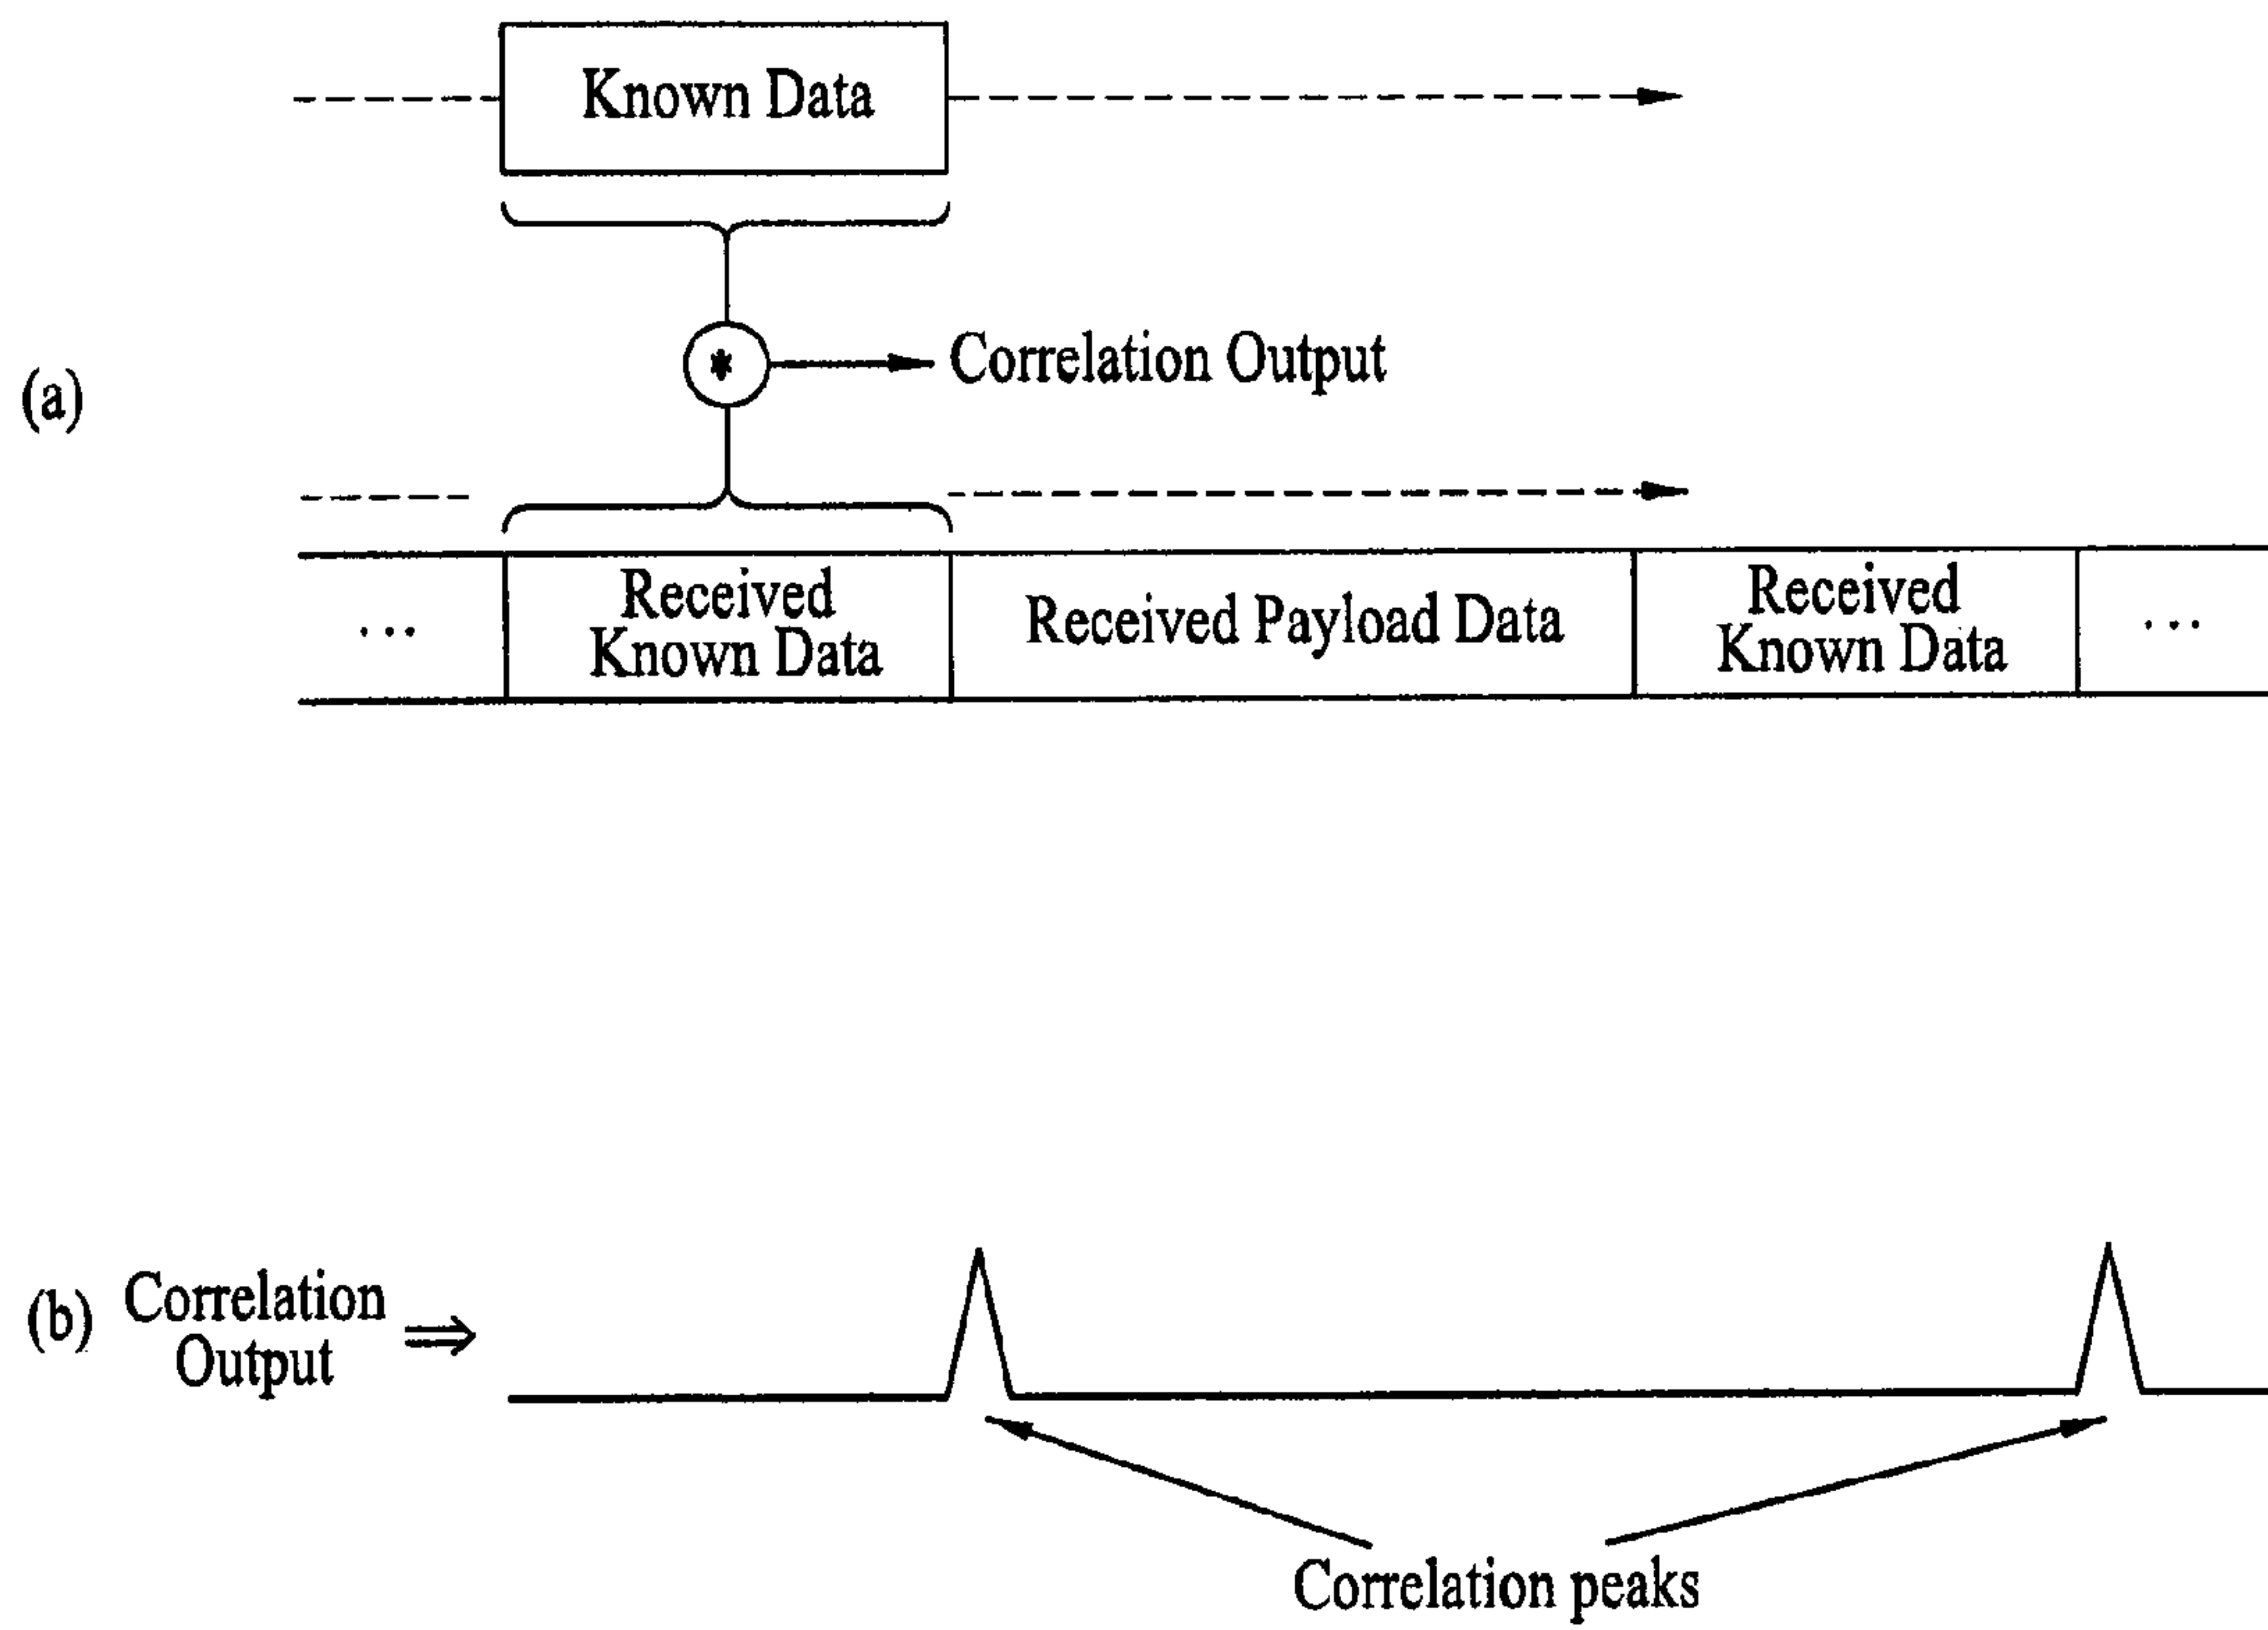 Known Data
*
Correlation Output
(a)
Received
Known Data
Received Payload Data
Received
Known Data
...
...
(b)
Correlation
Output
⇒
Correlation peaks